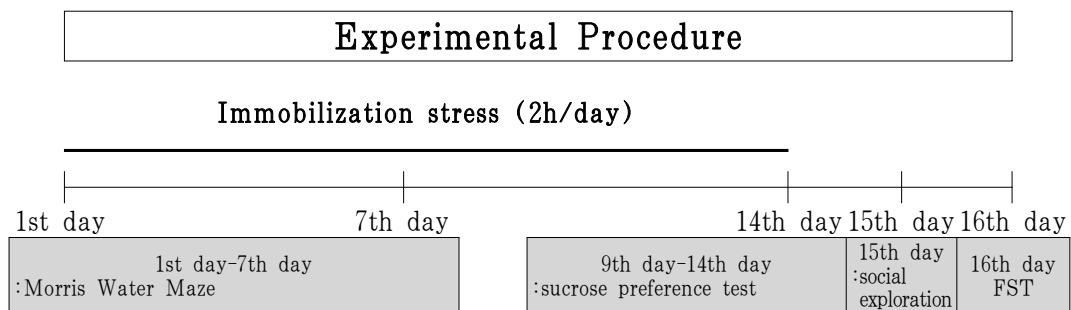 Experimental Procedure
Immobilization stress (2h/day)
1st day 7th day 14th day 15th day 16th day
1st day-7th day
:Morris Water Maze
9th day-14th day
:sucrose preference test
15th day
:social
exploration
16th day
FST